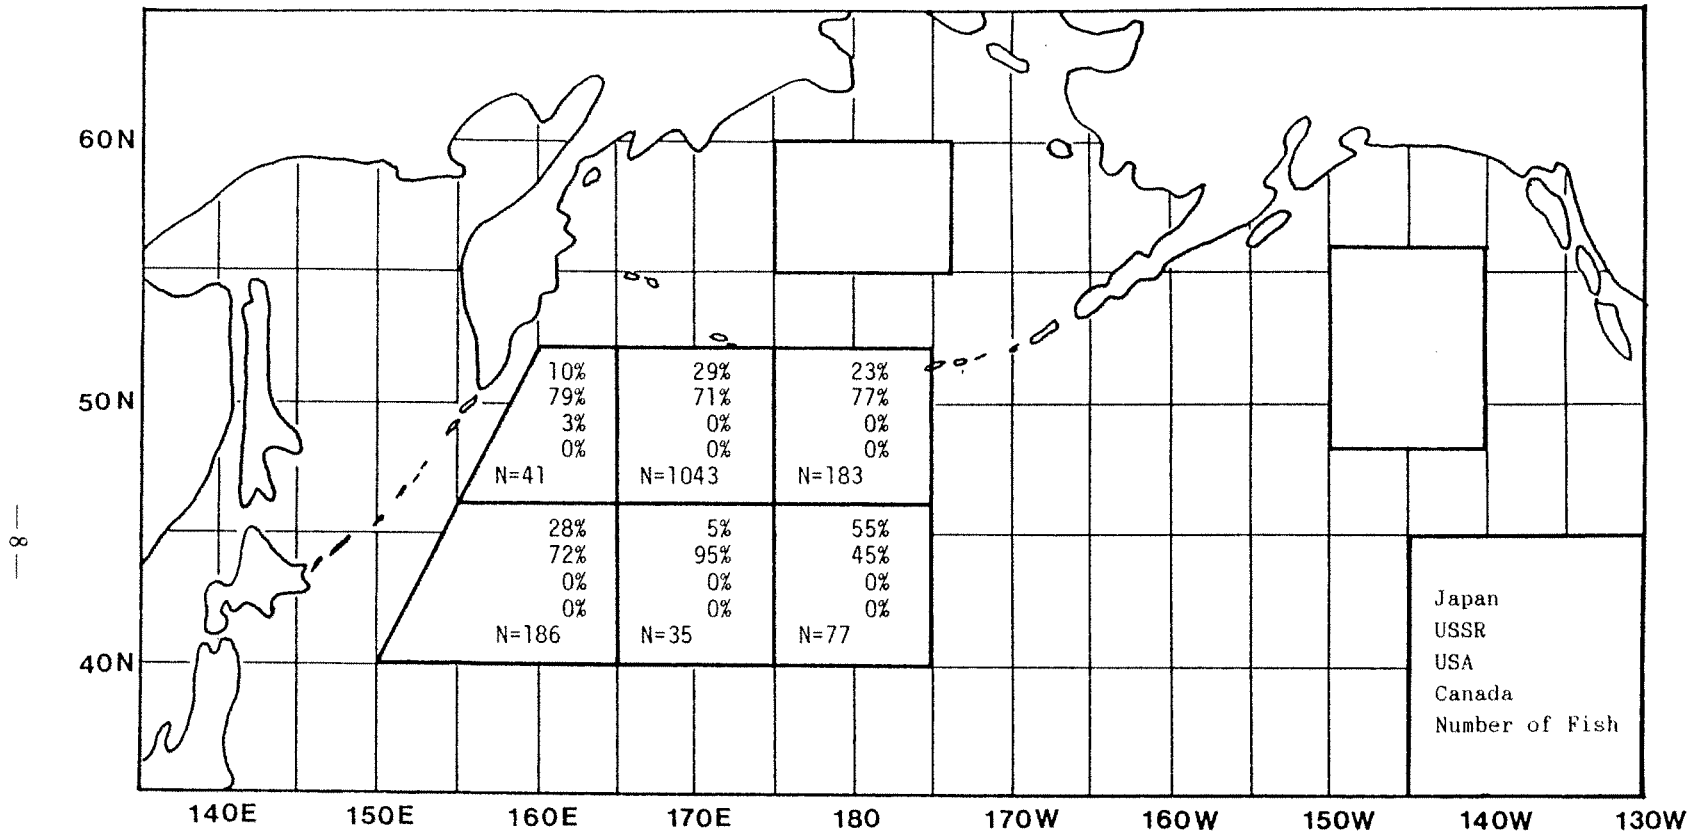 60N
50N
40N
10%
79%
3%
0%
N=41
29%
71%
0%
0%
N=1043
23%
77%
0%
0%
N=183
28%
72%
0%
0%
N=186
5%
95%
0%
0%
N=35
55%
45%
0%
0%
N=77
Japan
USSR
USA
Canada
Number of Fish
140E 150E 160E 170E 180 170W 160W 150W 140W 130W
—8—